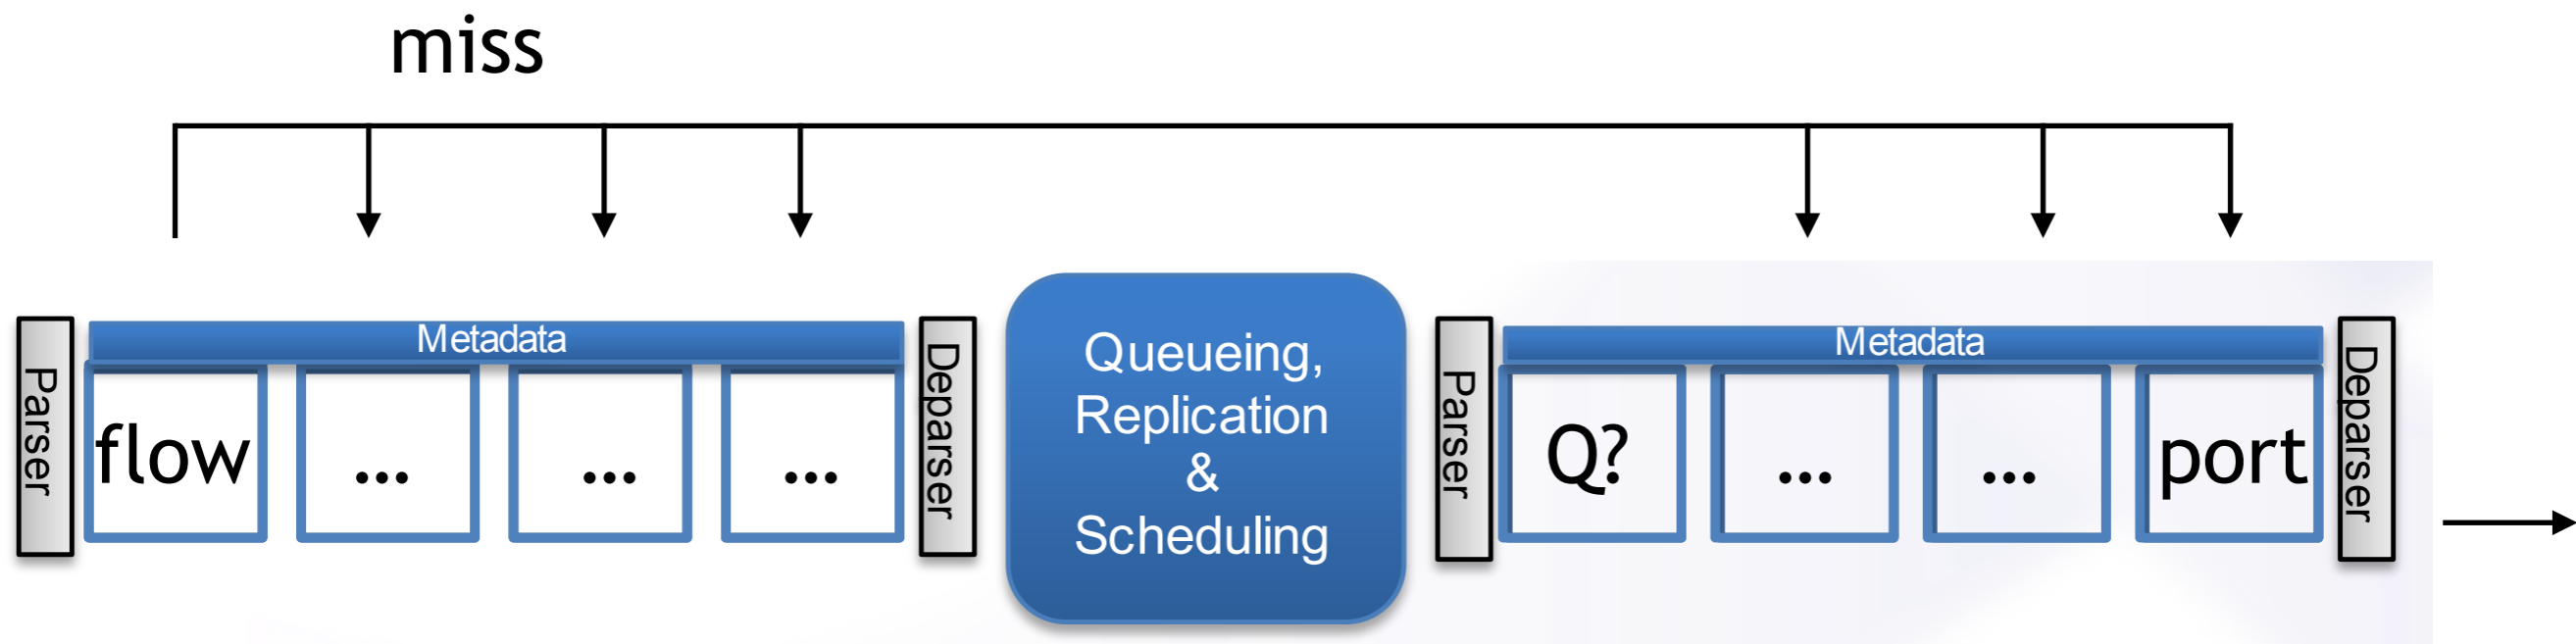 miss
Parser
Metadata
flow
...
...
...
Deparser
Queueing,
Replication
&
Scheduling
Parser
Metadata
Q?
...
...
port
Deparser